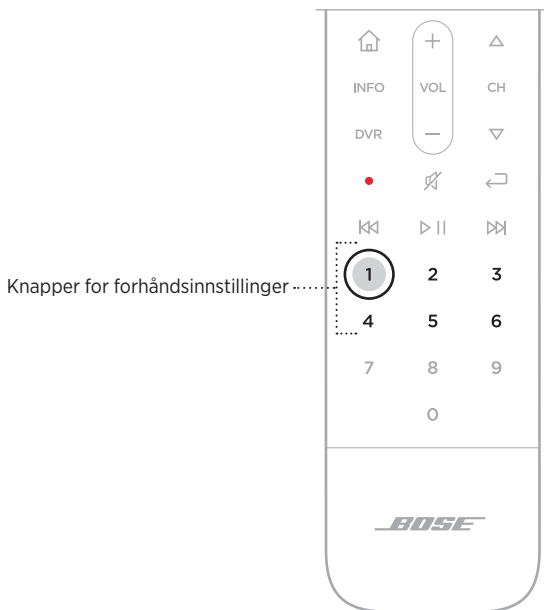 INFO VOL CH
DVR
Knapper for forhåndsinnstillinger
1 2 3
4 5 6
7 8 9
0
BOSE